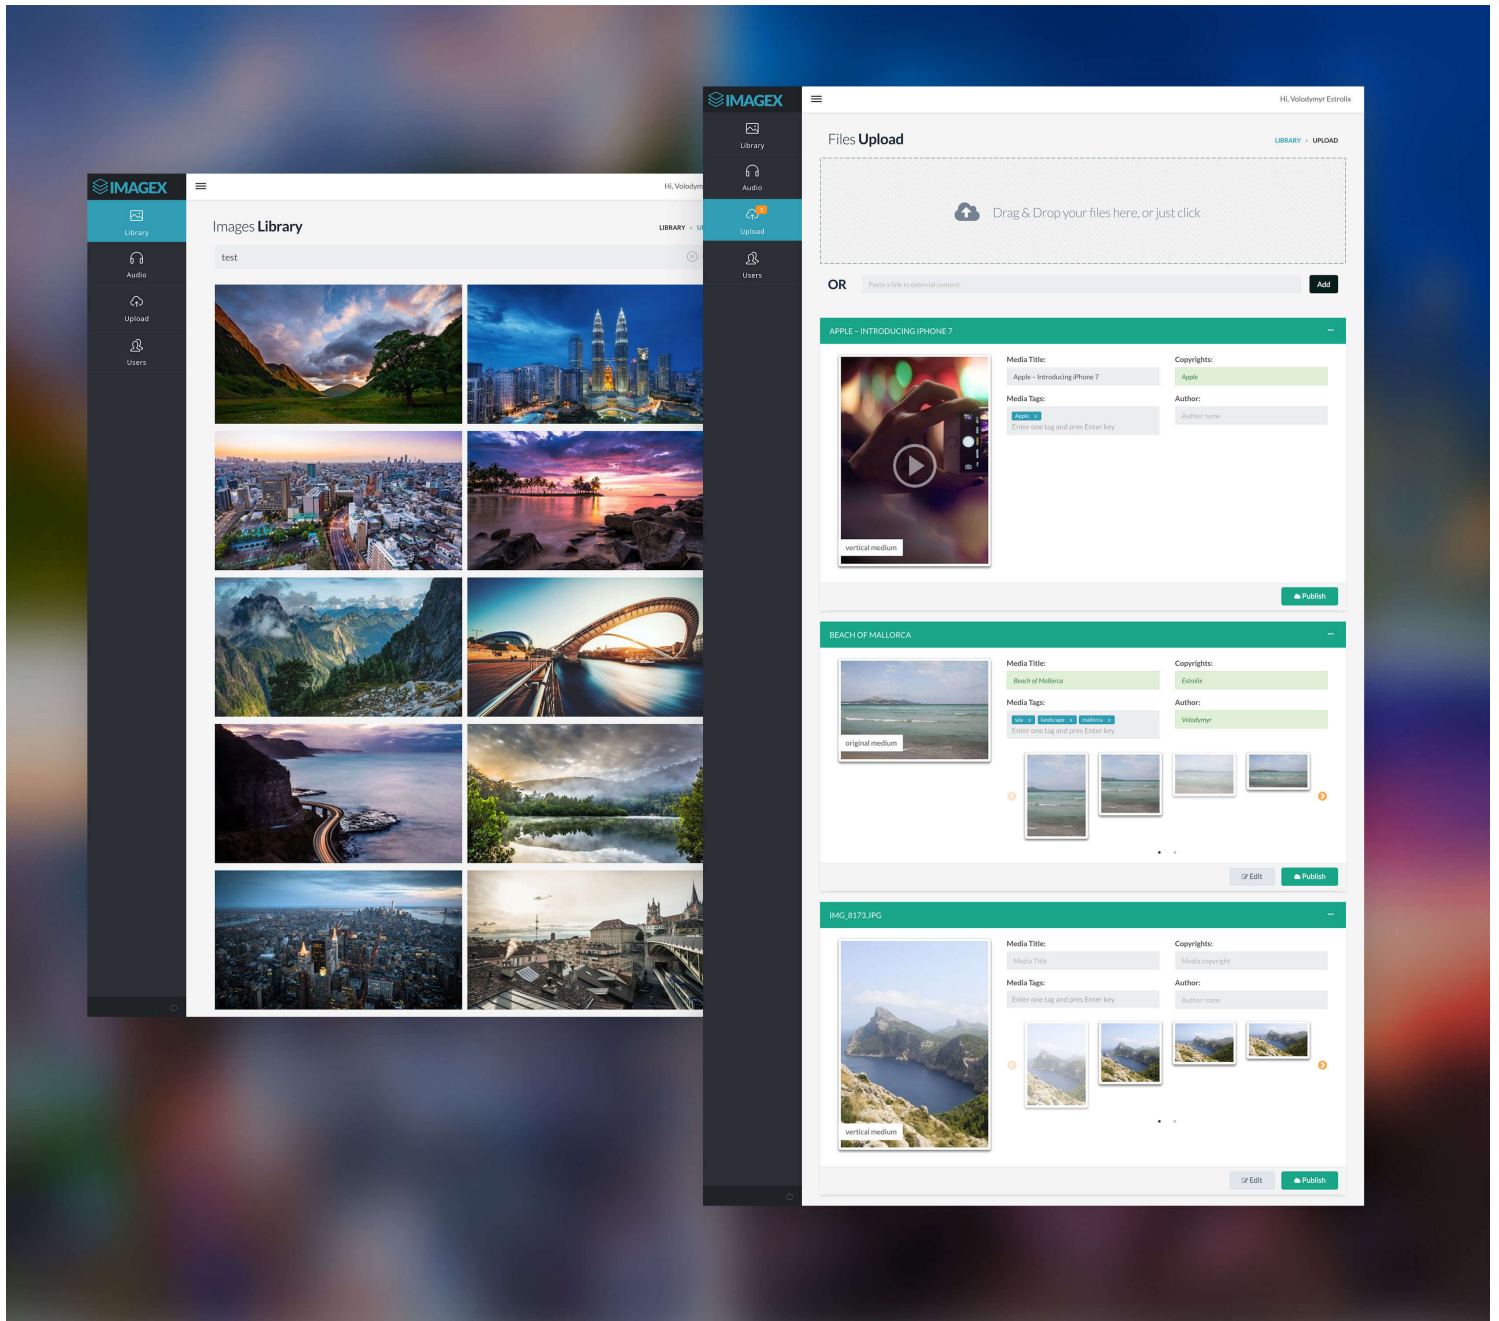 IMAGEX
Library
Audio
Upload
Users
Hi, Volodym
Images Library
LIBRARY
test
IMAGEX
Library
Audio
3
Upload
Users
Hi, Volodymyr Estrolix
Files Upload
LIBRARY UPLOAD
Drag & Drop your files here, or just click
OR
Paste a link to external content
Add
APPLE – INTRODUCING IPHONE 7
vertical medium
Media Title:
Apple – Introducing iPhone 7
Copyrights:
Apple
Media Tags:
Apple x
Enter one tag and pres Enter key
Author:
Author name
Publish
BEACH OF MALLORCA
original medium
Media Title:
Beach of Mallorca
Copyrights:
Estrolix
Media Tags:
sea x landscape x mallorca x
Enter one tag and pres Enter key
Author:
Volodymyr
Edit
Publish
IMG_8173.JPG
vertical medium
Media Title:
Media Title
Copyrights:
Media copyright
Media Tags:
Enter one tag and pres Enter key
Author:
Author name
Edit
Publish